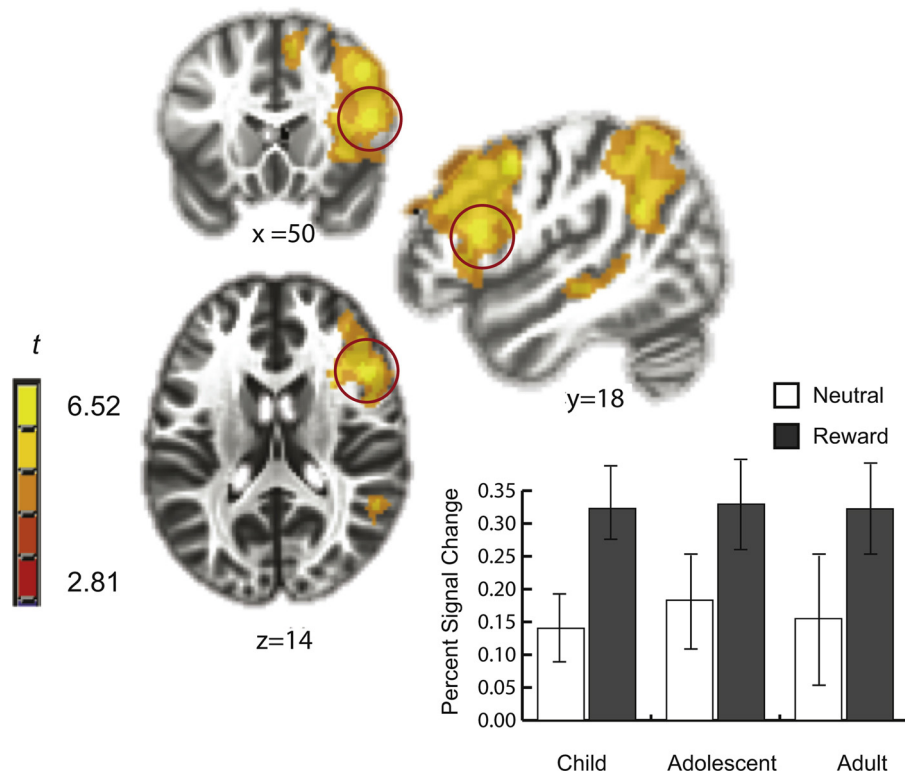 x =50
y=18
z=14
t
6.52
2.81
Neutral
Reward
Percent Signal Change
0.35
0.30
0.25
0.20
0.15
0.10
0.05
0.00
Child Adolescent Adult